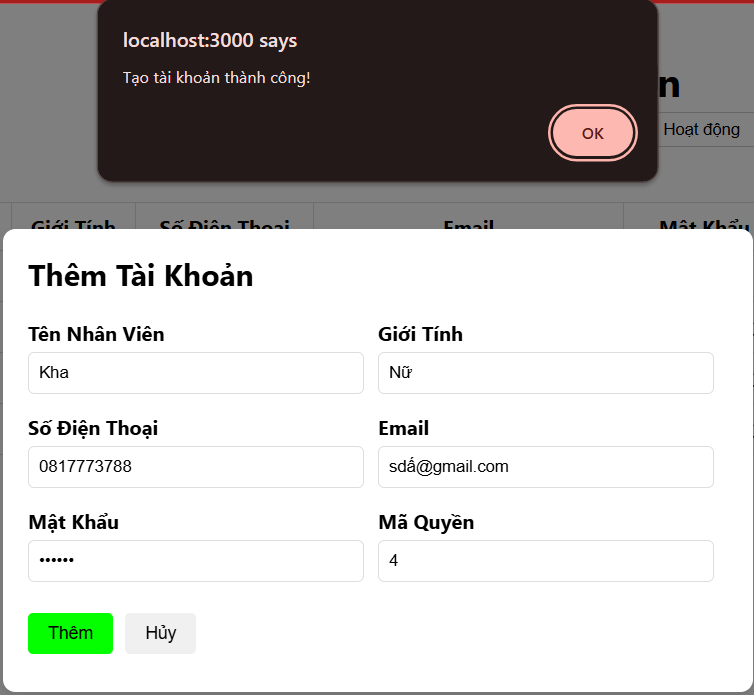 localhost:3000 says
Tạo tài khoản thành công!
OK
n
Hoạt động
Giới Tính Số Điện Thoại Email Mật Khẩu
Thêm Tài Khoản
Tên Nhân Viên Giới Tính
Kha Nữ
Số Điện Thoại Email
0817773788 sdấ@gmail.com
Mật Khẩu Mã Quyền
•••••• 4
Thêm Hủy